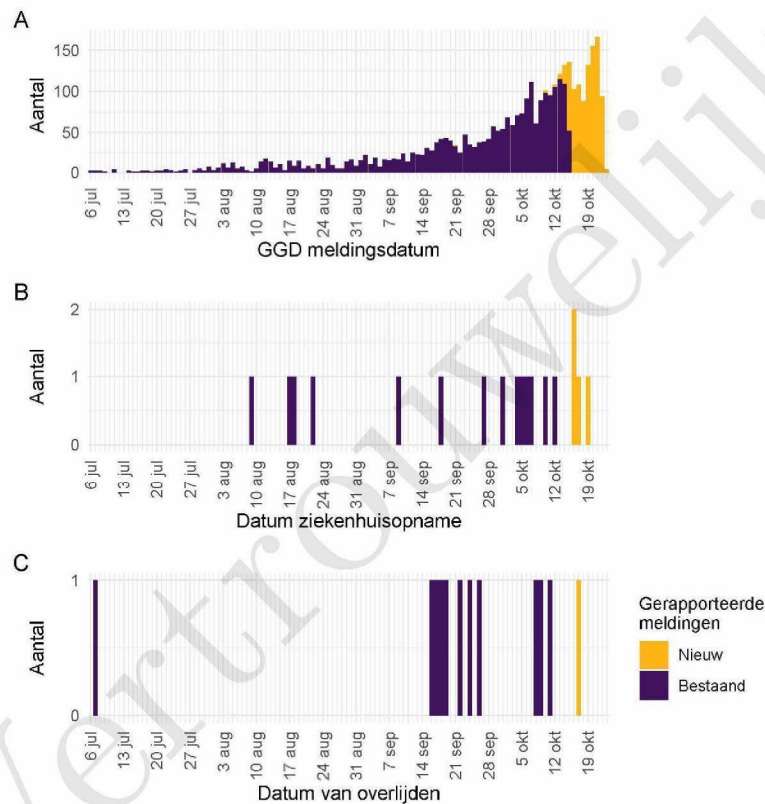 A
150
100
50
0
Aantal
6 jul
13 jul
20 jul
27 jul
3 aug
10 aug
17 aug
24 aug
31 aug
7 sep
14 sep
21 sep
28 sep
5 okt
12 okt
19 okt
GGD meldingsdatum
B
2
1
0
Aantal
6 jul
13 jul
20 jul
27 jul
3 aug
10 aug
17 aug
24 aug
31 aug
7 sep
14 sep
21 sep
28 sep
5 okt
12 okt
19 okt
Datum ziekenhuisopname
C
1
0
Aantal
6 jul
13 jul
20 jul
27 jul
3 aug
10 aug
17 aug
24 aug
31 aug
7 sep
14 sep
21 sep
28 sep
5 okt
12 okt
19 okt
Datum van overlijden
Gerapporteerde
meldingen
Nieuw
Bestaand
Vertrouwelijk